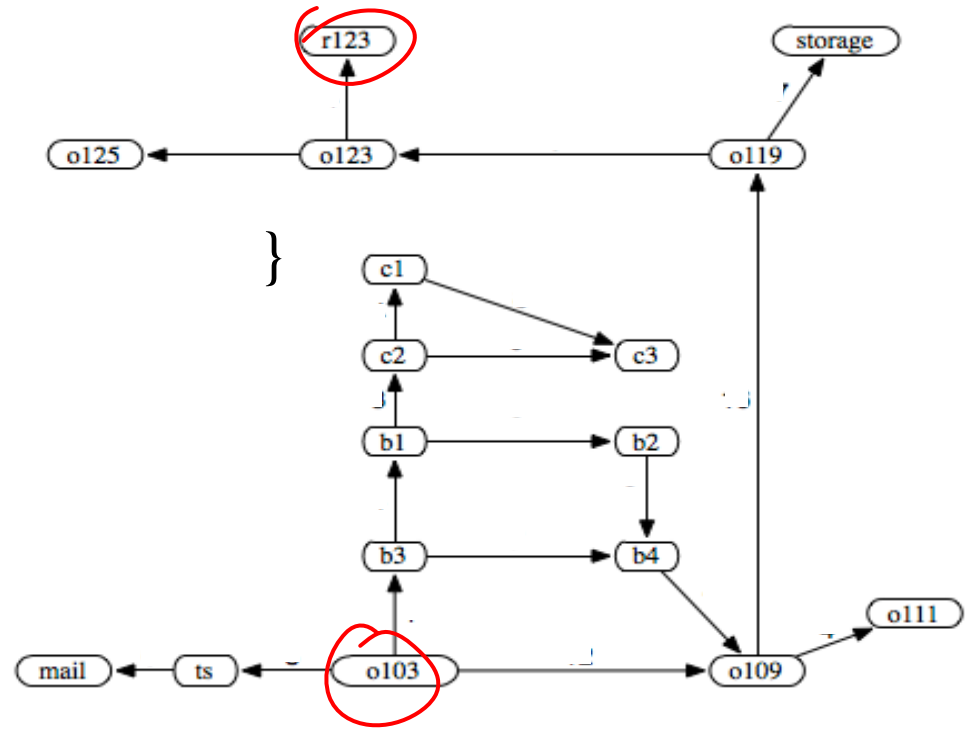 r123 storage
o125 o123 o119
}
c1
c2 c3
b1 b2
b3 b4
o111
mail ts o103 o109